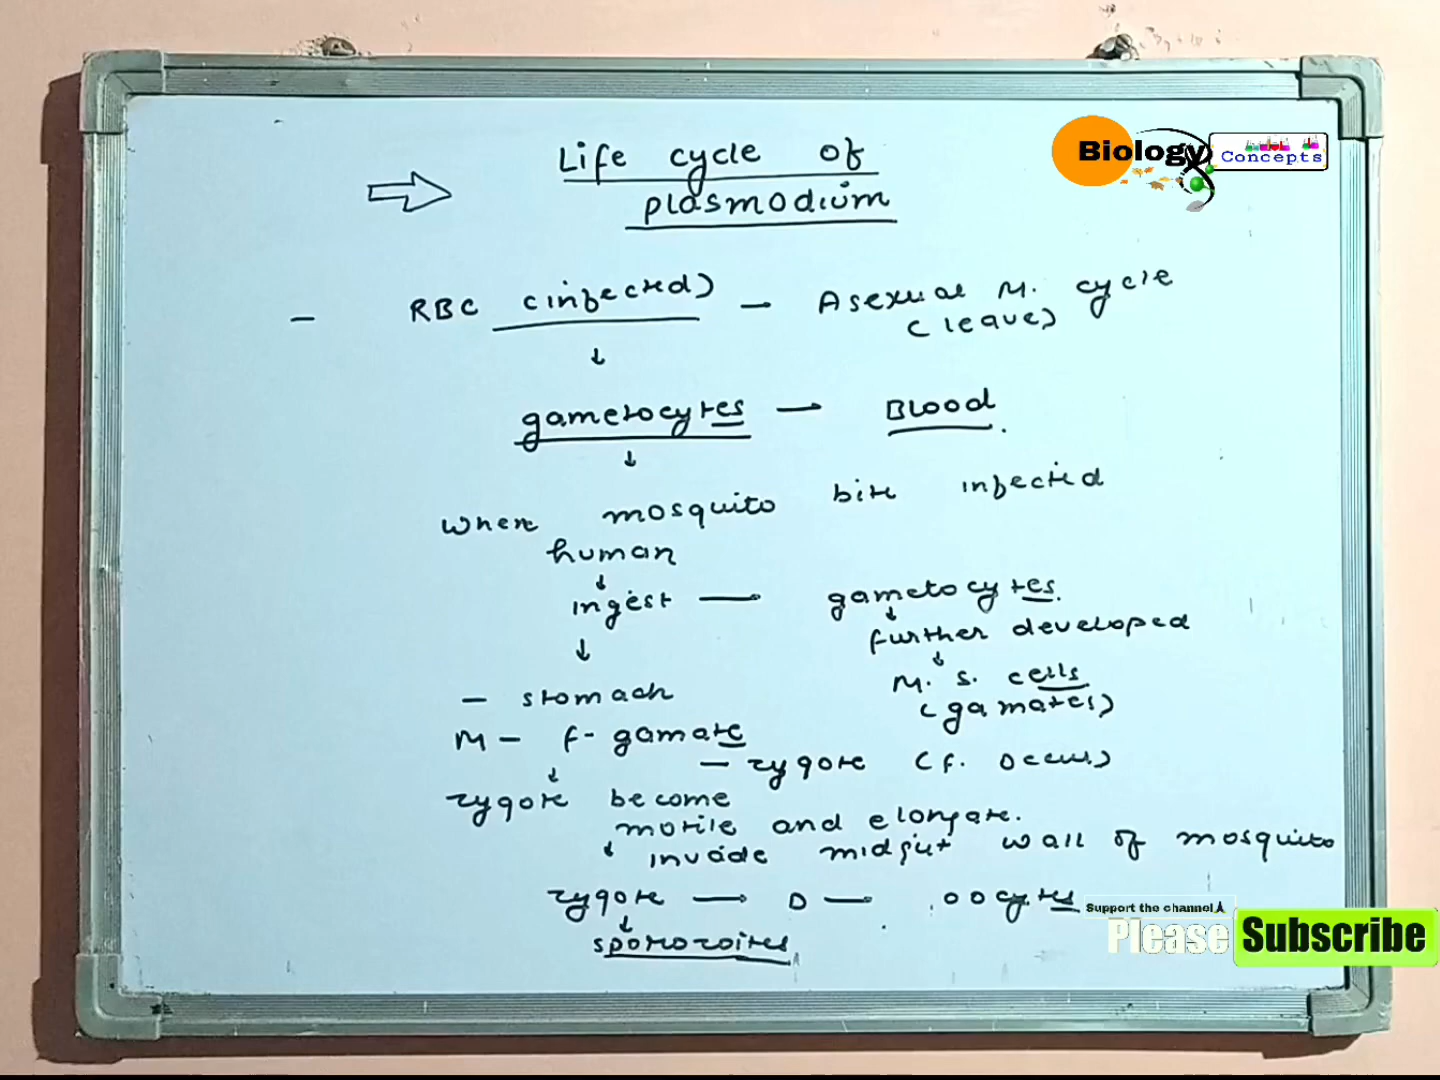 Biology
Concepts
Life cycle of
plasmodium
- RBC (infected) - Asexual M. cycle
(leave)
↓
gametocytes - Blood.
↓
When mosquito bite infected
human
↓
ingest - gametocytes.
↓
↓
further developed
↓
M. S. cells
(gamates)
- stomach
M - f- gamate
- zygote (f. occurs)
↓
zygote become
motile and elongate.
↓ invade midgut wall of mosquito
zygote → D - oocytes
↓
sporozoites
Support the channel
Please Subscribe